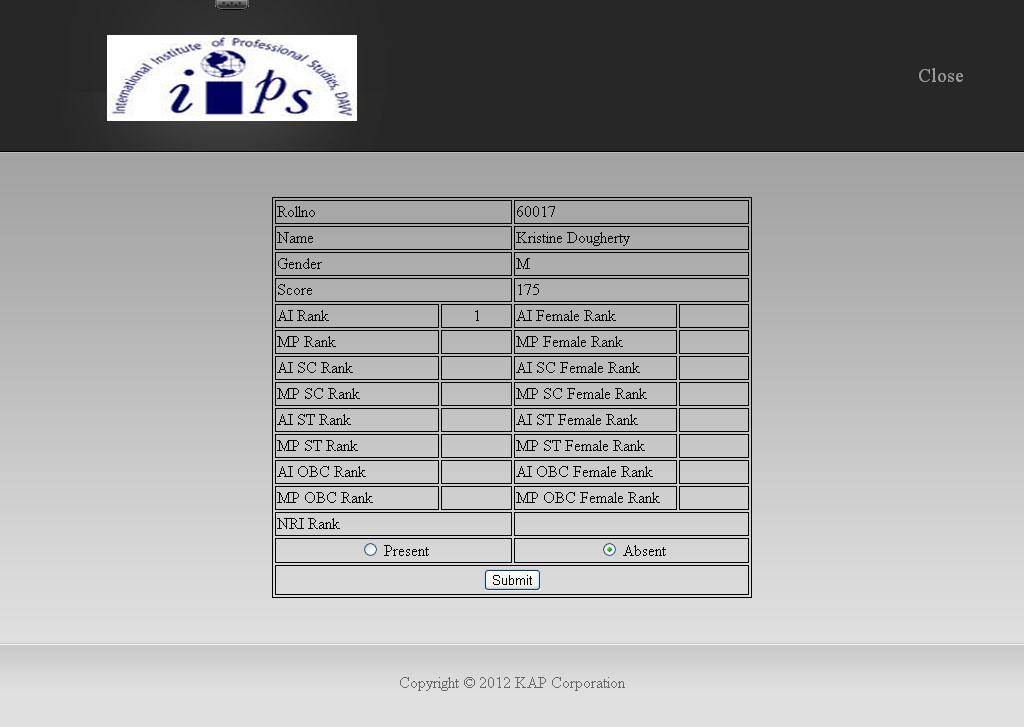 International Institute of Professional Studies, DAVV
i ps
Close
Rollno 60017
Name Kristine Dougherty
Gender M
Score 175
AI Rank 1 AI Female Rank
MP Rank MP Female Rank
AI SC Rank AI SC Female Rank
MP SC Rank MP SC Female Rank
AI ST Rank AI ST Female Rank
MP ST Rank MP ST Female Rank
AI OBC Rank AI OBC Female Rank
MP OBC Rank MP OBC Female Rank
NRI Rank
Present Absent
Submit
Copyright © 2012 KAP Corporation